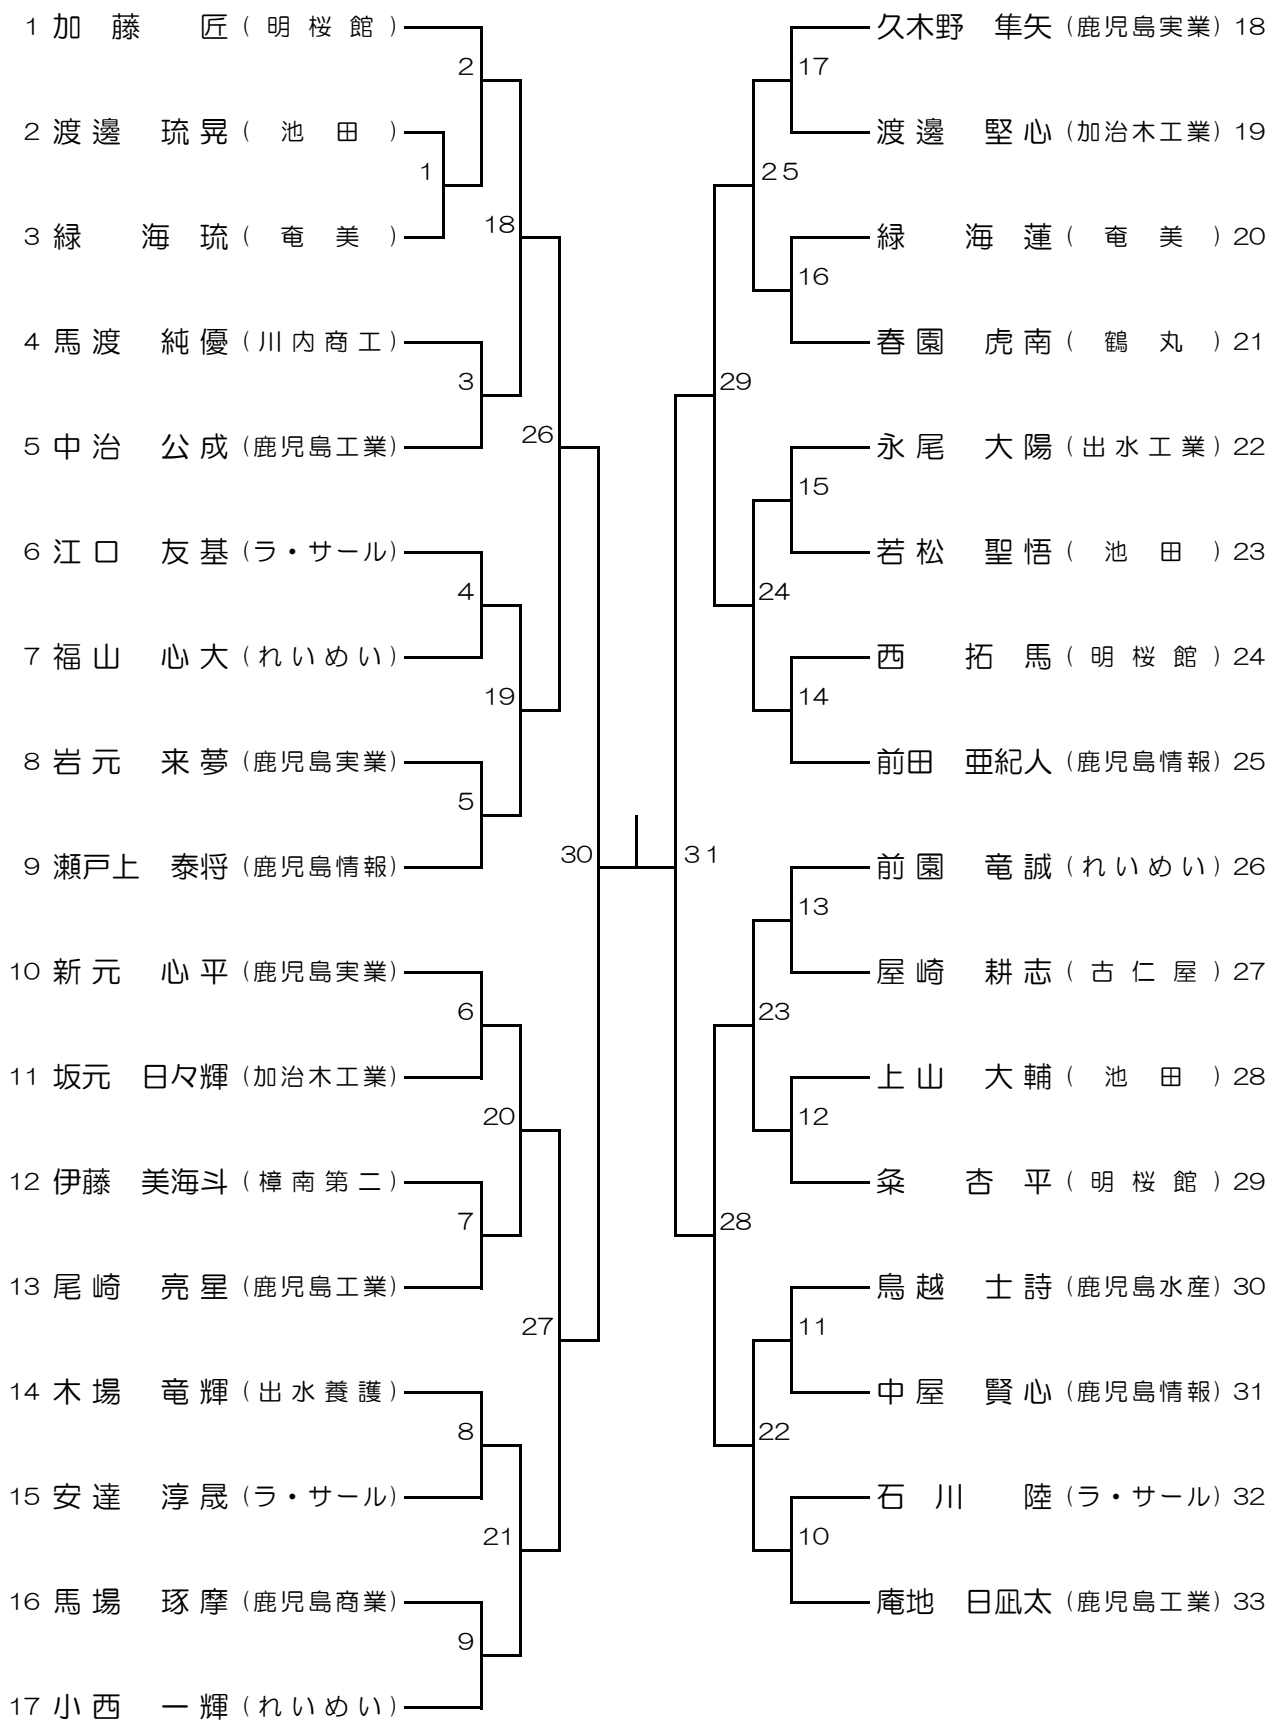 1 加藤 匠 (明桜館)
2
2 渡邊 琉晃 (池田)
1
18
3 緑 海琉 (奄美)
4 馬渡 純優 (川内商工)
3
26
5 中治 公成 (鹿児島工業)
6 江口 友基 (ラ・サール)
4
7 福山 心大 (れいめい)
19
8 岩元 来夢 (鹿児島実業)
5
30
9 瀬戸上 泰将 (鹿児島情報)
10 新元 心平 (鹿児島実業)
6
11 坂元 日々輝 (加治木工業)
20
12 伊藤 美海斗 (樟南第二)
7
13 尾崎 亮星 (鹿児島工業)
27
14 木場 竜輝 (出水養護)
8
15 安達 淳晟 (ラ・サール)
21
16 馬場 琢摩 (鹿児島商業)
9
17 小西 一輝 (れいめい)
久木野 隼矢 (鹿児島実業) 18
17
渡邊 堅心 (加治木工業) 19
25
緑 海蓮 (奄美) 20
16
春園 虎南 (鶴丸) 21
29
永尾 大陽 (出水工業) 22
15
若松 聖悟 (池田) 23
24
西 拓馬 (明桜館) 24
14
前田 亜紀人 (鹿児島情報) 25
31
前園 竜誠 (れいめい) 26
13
屋崎 耕志 (古仁屋) 27
23
上山 大輔 (池田) 28
12
粂 杏平 (明桜館) 29
28
鳥越 士詩 (鹿児島水産) 30
11
中屋 賢心 (鹿児島情報) 31
22
石川 陸 (ラ・サール) 32
10
庵地 日凪太 (鹿児島工業) 33